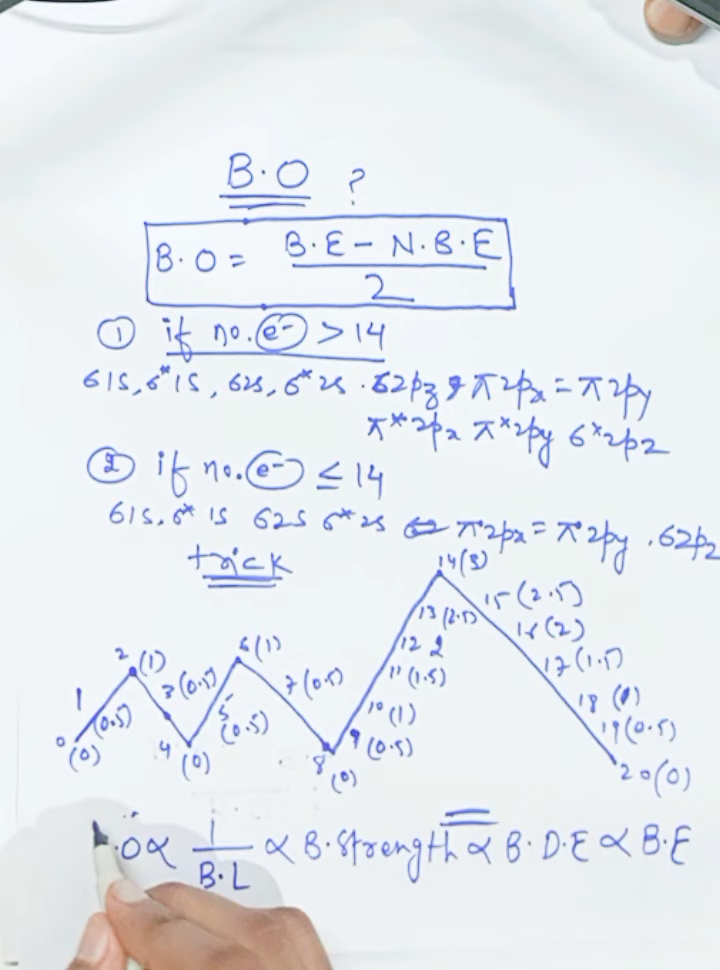 B.O ?
B.O = B.E - N.B.E / 2
① if no. e- > 14
σ1s, σ*1s, σ2s, σ*2s . σ2pz , π2px = π2py
π*2px π*2py σ*2pz
② if no. e- ≤ 14
σ1s, σ*1s σ2s σ*2s π2px = π2py . σ2pz
trick
14(3)
13(2.5) 15(2.5)
2(1) 6(1) 12 2 16(2)
1 3(0.5) 7(0.5) 11(1.5) 17(1.5)
(0.5) 5(0.5) 10(1) 18(1)
0(0) 4(0) 8(0) 9(0.5) 19(0.5)
20(0)
.O ∝ 1/B.L ∝ B.Strength ∝ B.D.E ∝ B.E